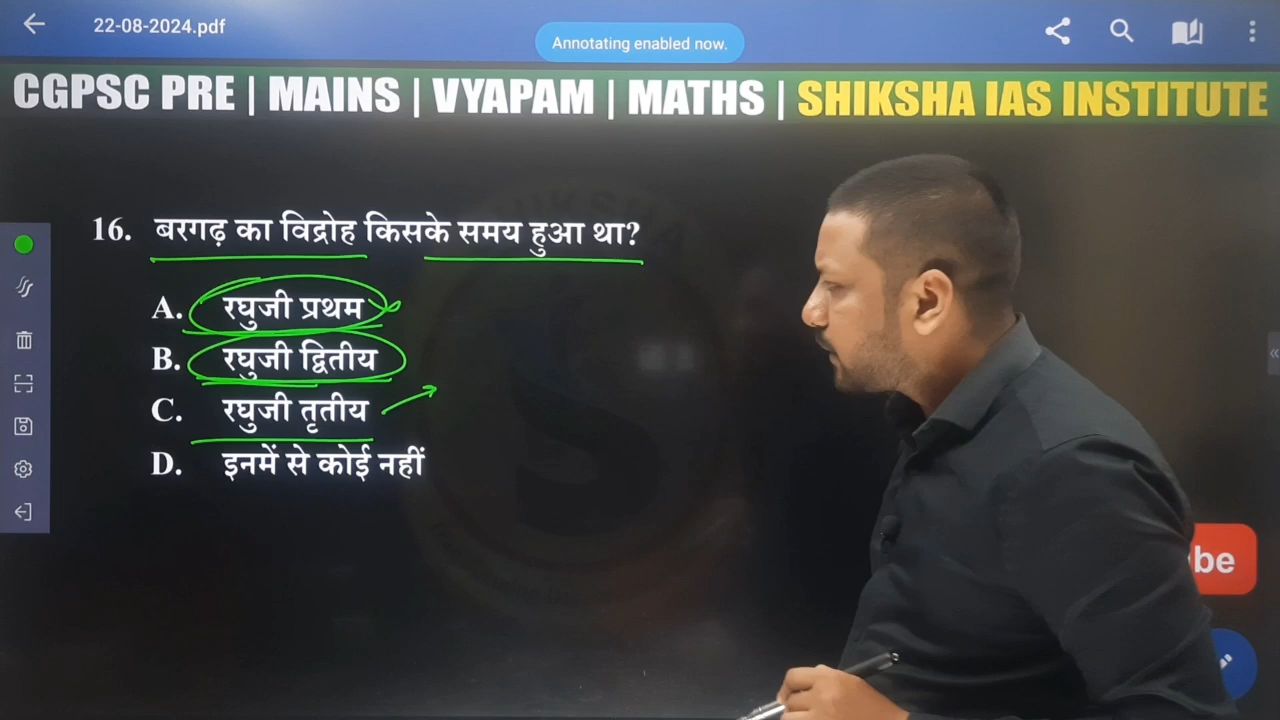 22-08-2024.pdf
Annotating enabled now.
CGPSC PRE | MAINS | VYAPAM | MATHS | SHIKSHA IAS INSTITUTE
16. बरगढ़ का विद्रोह किसके समय हुआ था?
A. रघुजी प्रथम
B. रघुजी द्वितीय
C. रघुजी तृतीय
D. इनमें से कोई नहीं
be